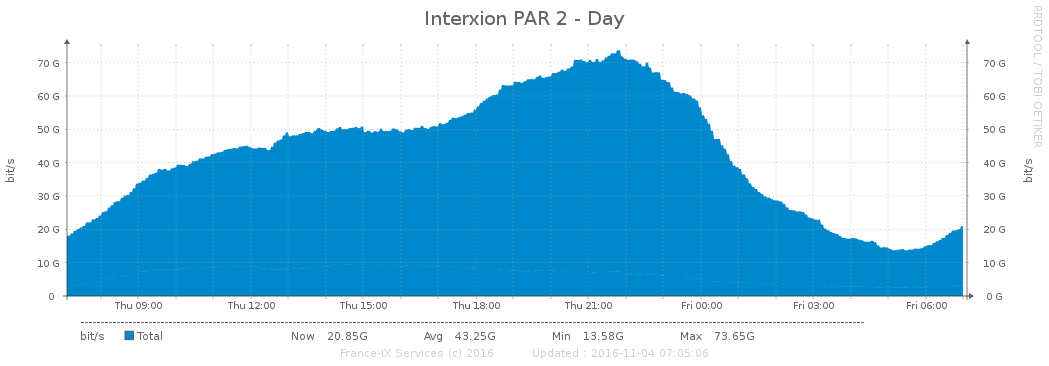 Interxion PAR 2 - Day
RRDTOOL / TOBI OETIKER
bit/s
70 G 70 G
60 G 60 G
50 G 50 G
40 G 40 G
30 G 30 G
20 G 20 G
10 G 10 G
0 0 G
bit/s
Thu 09:00 Thu 12:00 Thu 15:00 Thu 18:00 Thu 21:00 Fri 00:00 Fri 03:00 Fri 06:00
bit/s Total Now 20.85G Avg 43.25G Min 13.58G Max 73.65G
France-IX Services (c) 2016 Updated : 2016-11-04 07:05:06